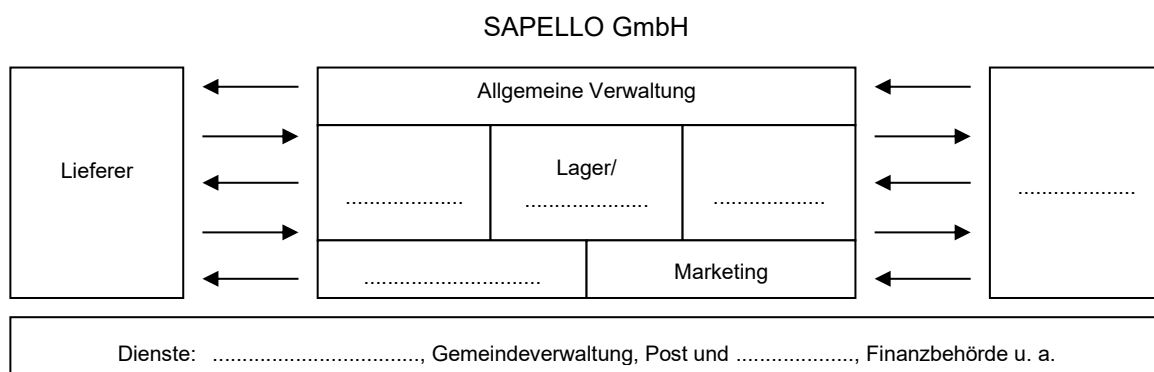 SAPELLO GmbH
Allgemeine Verwaltung
Lieferer
Lager/
.................... ..................... ................... ....................
.............................. Marketing
Dienste: ..................................., Gemeindeverwaltung, Post und ...................., Finanzbehörde u. a.